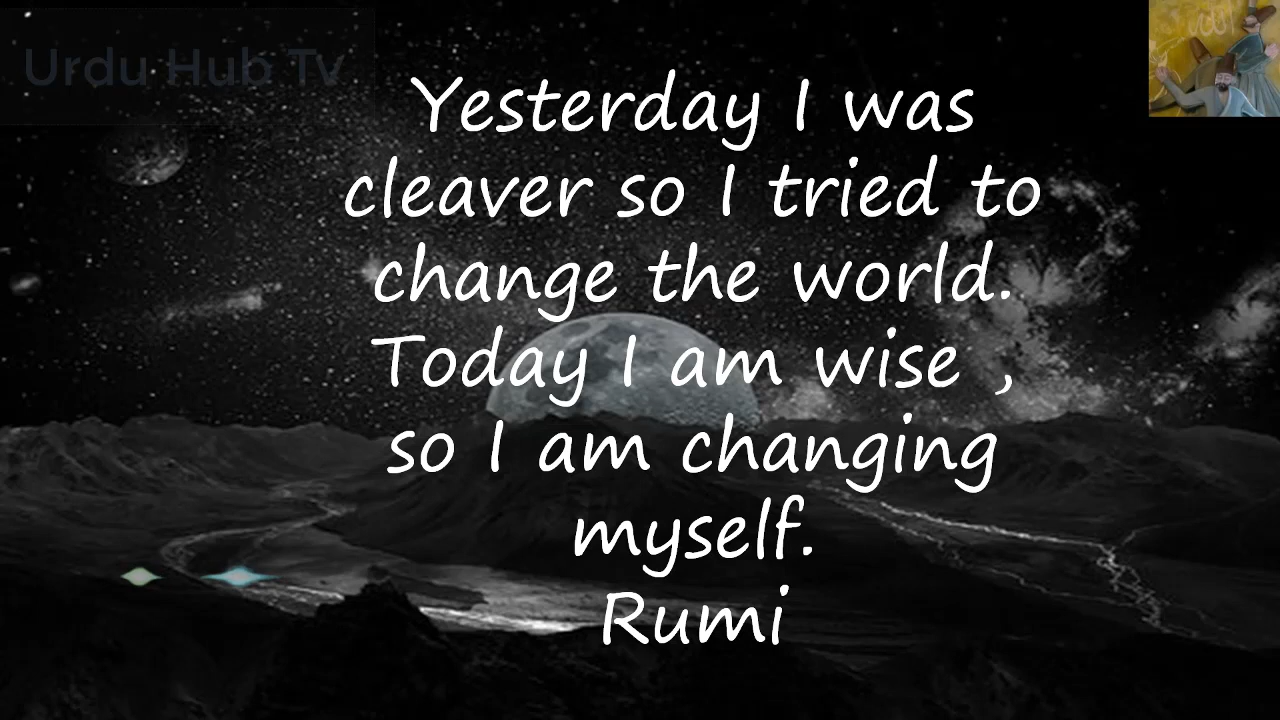 Urdu Hub Tv
Yesterday I was
cleaver so I tried to
change the world.
Today I am wise ,
so I am changing
myself.
Rumi